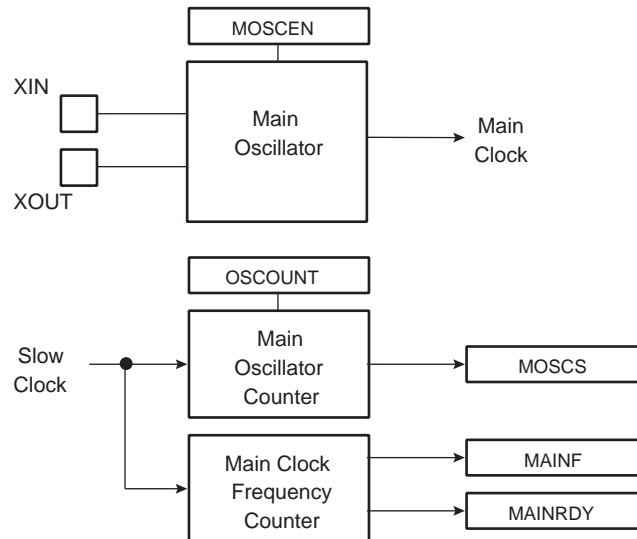 MOSCEN
XIN
Main
Oscillator
Main
Clock
XOUT
OSCOUNT
Slow
Clock
Main
Oscillator
Counter
MOSCS
Main Clock
Frequency
Counter
MAINF
MAINRDY